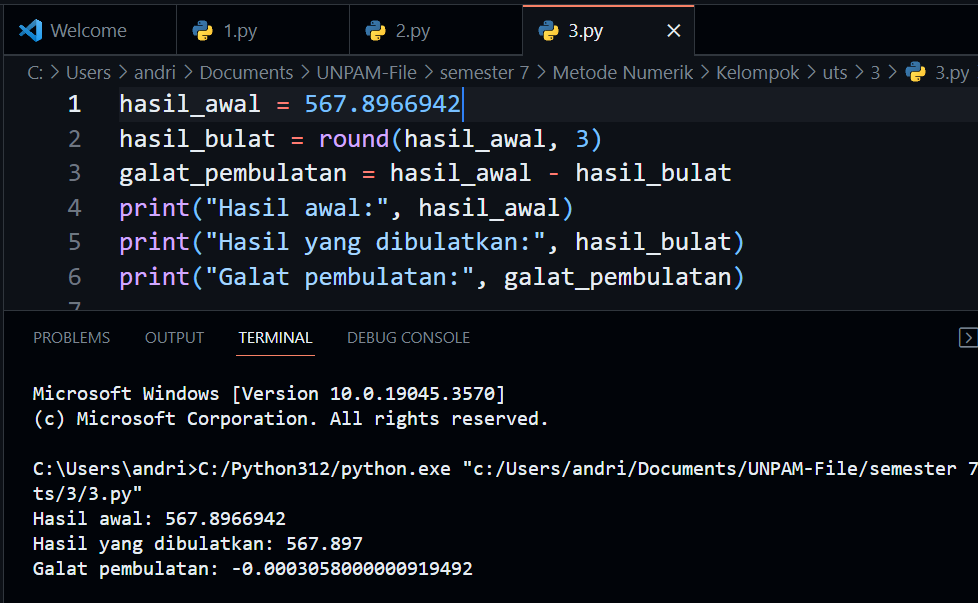 Welcome 1.py 2.py 3.py
C: > Users > andri > Documents > UNPAM-File > semester 7 > Metode Numerik > Kelompok > uts > 3 > 3.py
1 hasil_awal = 567.8966942
2 hasil_bulat = round(hasil_awal, 3)
3 galat_pembulatan = hasil_awal - hasil_bulat
4 print("Hasil awal:", hasil_awal)
5 print("Hasil yang dibulatkan:", hasil_bulat)
6 print("Galat pembulatan:", galat_pembulatan)
7
PROBLEMS OUTPUT TERMINAL DEBUG CONSOLE
Microsoft Windows [Version 10.0.19045.3570]
(c) Microsoft Corporation. All rights reserved.
C:\Users\andri>C:/Python312/python.exe "c:/Users/andri/Documents/UNPAM-File/semester 7
ts/3/3.py"
Hasil awal: 567.8966942
Hasil yang dibulatkan: 567.897
Galat pembulatan: -0.0003058000000919492